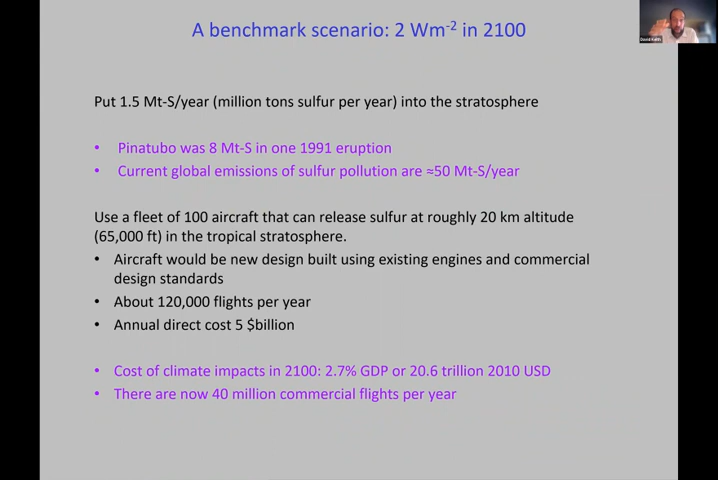 A benchmark scenario: 2 Wm⁻² in 2100
David Keith
Put 1.5 Mt-S/year (million tons sulfur per year) into the stratosphere
• Pinatubo was 8 Mt-S in one 1991 eruption
• Current global emissions of sulfur pollution are ≈50 Mt-S/year
Use a fleet of 100 aircraft that can release sulfur at roughly 20 km altitude
(65,000 ft) in the tropical stratosphere.
• Aircraft would be new design built using existing engines and commercial
design standards
• About 120,000 flights per year
• Annual direct cost 5 $billion
• Cost of climate impacts in 2100: 2.7% GDP or 20.6 trillion 2010 USD
• There are now 40 million commercial flights per year